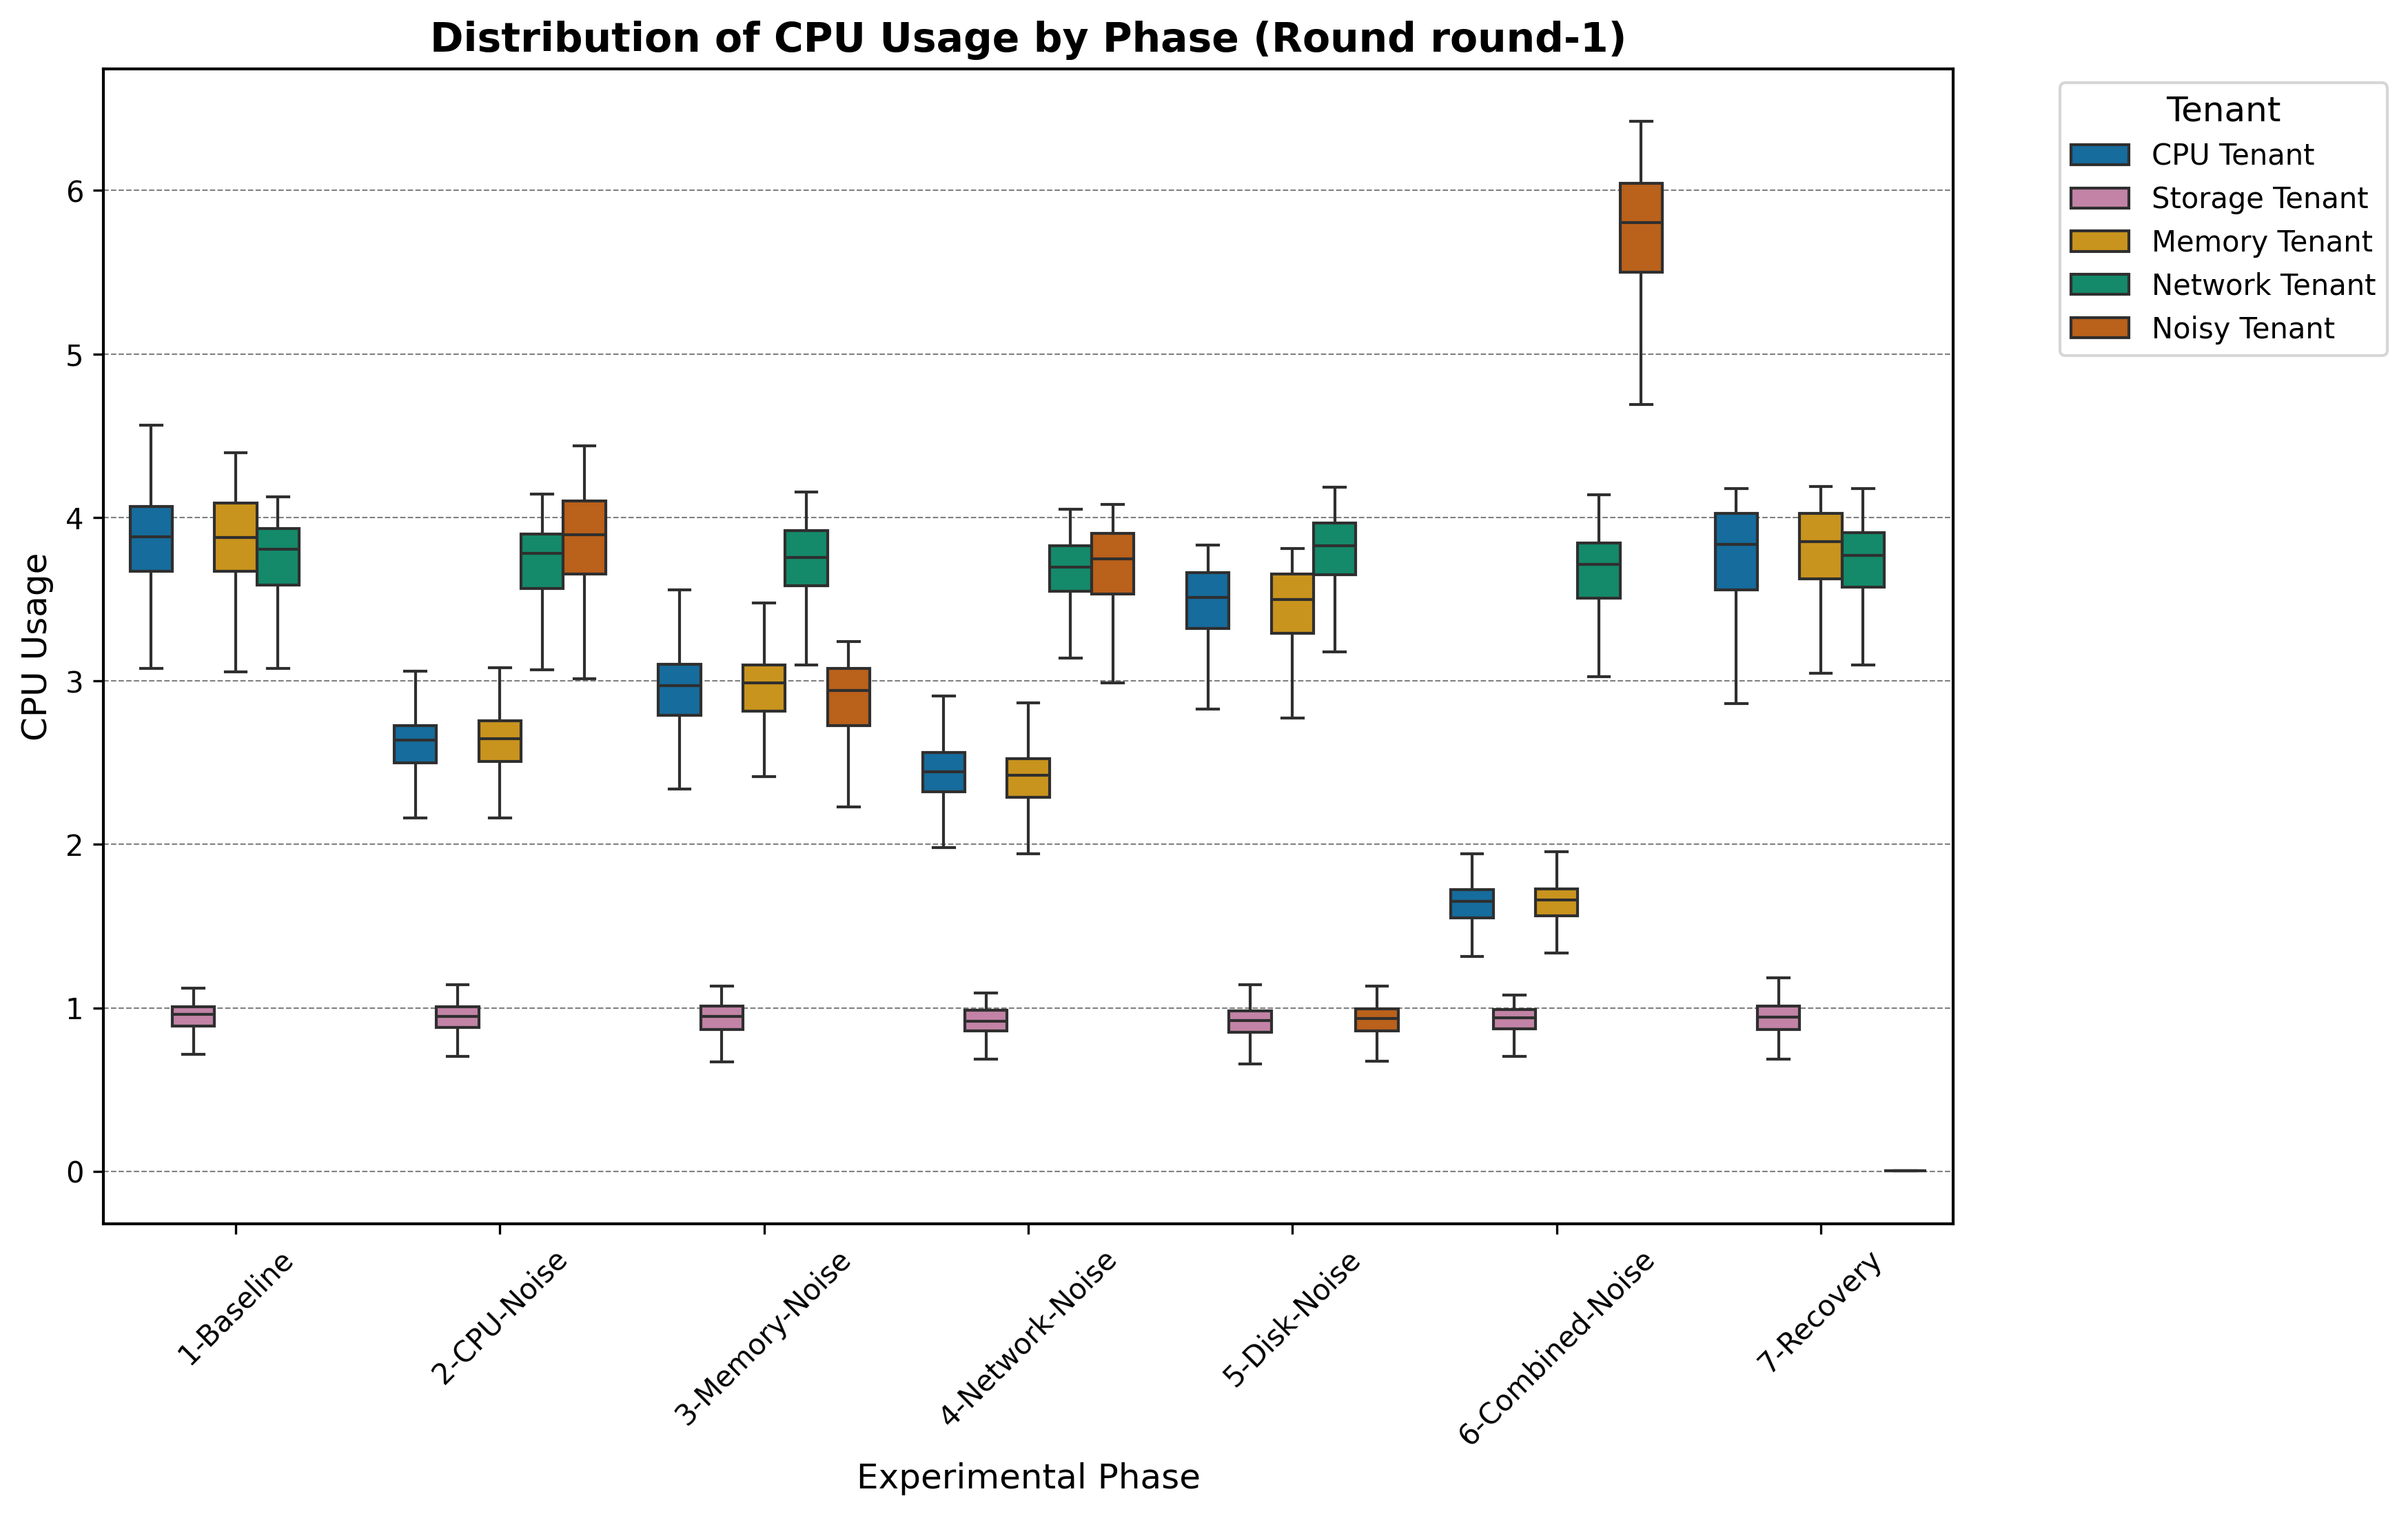 Distribution of CPU Usage by Phase (Round round-1)
Tenant
CPU Tenant
Storage Tenant
Memory Tenant
Network Tenant
Noisy Tenant
CPU Usage
6
5
4
3
2
1
0
1-Baseline
2-CPU-Noise
3-Memory-Noise
4-Network-Noise
5-Disk-Noise
6-Combined-Noise
7-Recovery
Experimental Phase